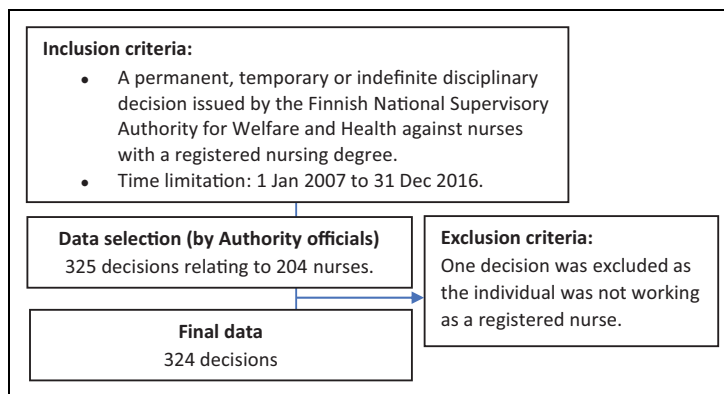 Inclusion criteria:
• A permanent, temporary or indefinite disciplinary
decision issued by the Finnish National Supervisory
Authority for Welfare and Health against nurses
with a registered nursing degree.
• Time limitation: 1 Jan 2007 to 31 Dec 2016.
Data selection (by Authority officials)
325 decisions relating to 204 nurses.
Exclusion criteria:
One decision was excluded as
the individual was not working
as a registered nurse.
Final data
324 decisions